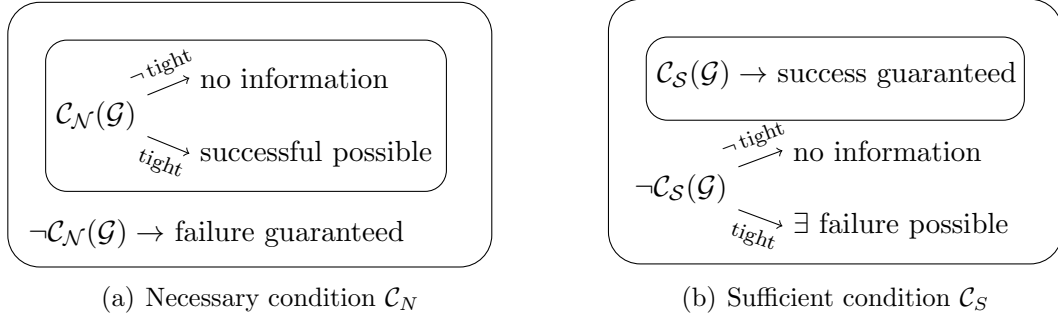 ¬ tight
no information
𝒞_𝒩(𝒢)
tight
successful possible
¬𝒞_𝒩(𝒢) → failure guaranteed
(a) Necessary condition 𝒞_N
𝒞_𝒮(𝒢) → success guaranteed
¬ tight
no information
¬𝒞_𝒮(𝒢)
tight
∃ failure possible
(b) Sufficient condition 𝒞_S